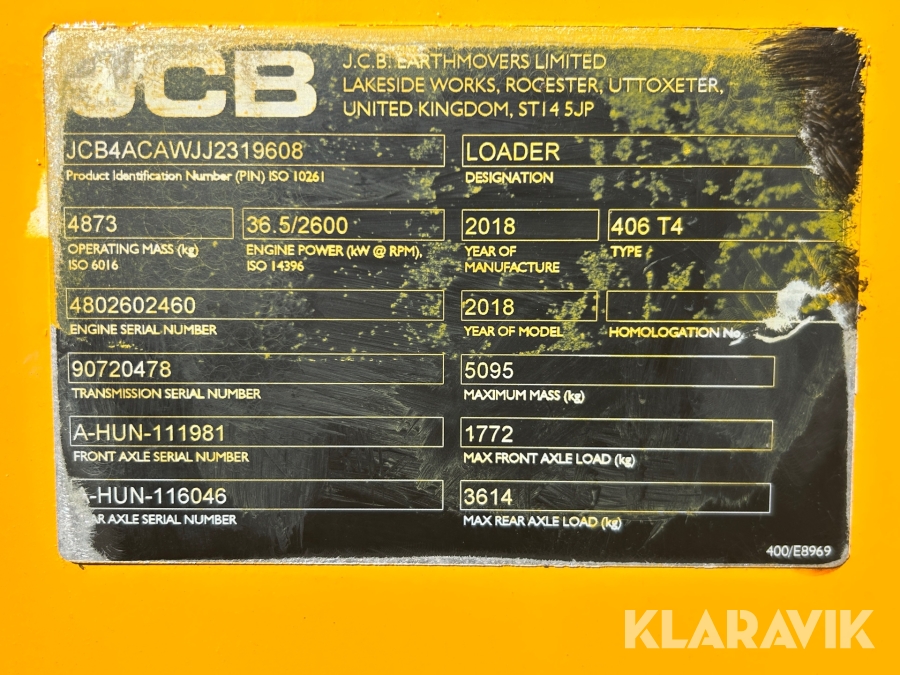 JCB
J.C.B. EARTHMOVERS LIMITED
LAKESIDE WORKS, ROCESTER, UTTOXETER,
UNITED KINGDOM, ST14 5JP
JCB4ACAWJJ2319608
Product Identification Number (PIN) ISO 10261
LOADER
DESIGNATION
4873
OPERATING MASS (kg)
ISO 6016
36.5/2600
ENGINE POWER (kW @ RPM),
ISO 14396
2018
YEAR OF
MANUFACTURE
406 T4
TYPE
4802602460
ENGINE SERIAL NUMBER
2018
YEAR OF MODEL
HOMOLOGATION No.
90720478
TRANSMISSION SERIAL NUMBER
5095
MAXIMUM MASS (kg)
A-HUN-111981
FRONT AXLE SERIAL NUMBER
1772
MAX FRONT AXLE LOAD (kg)
A-HUN-116046
REAR AXLE SERIAL NUMBER
3614
MAX REAR AXLE LOAD (kg)
400/E8969
KLARAVIK